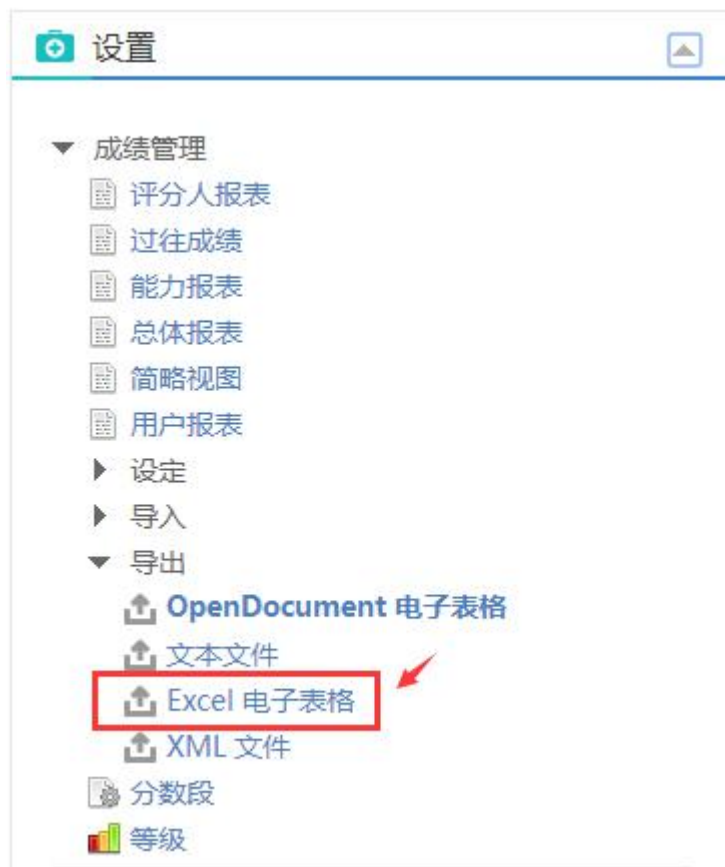 设置
成绩管理
评分人报表
过往成绩
能力报表
总体报表
简略视图
用户报表
设定
导入
导出
OpenDocument 电子表格
文本文件
Excel 电子表格
XML 文件
分数段
等级